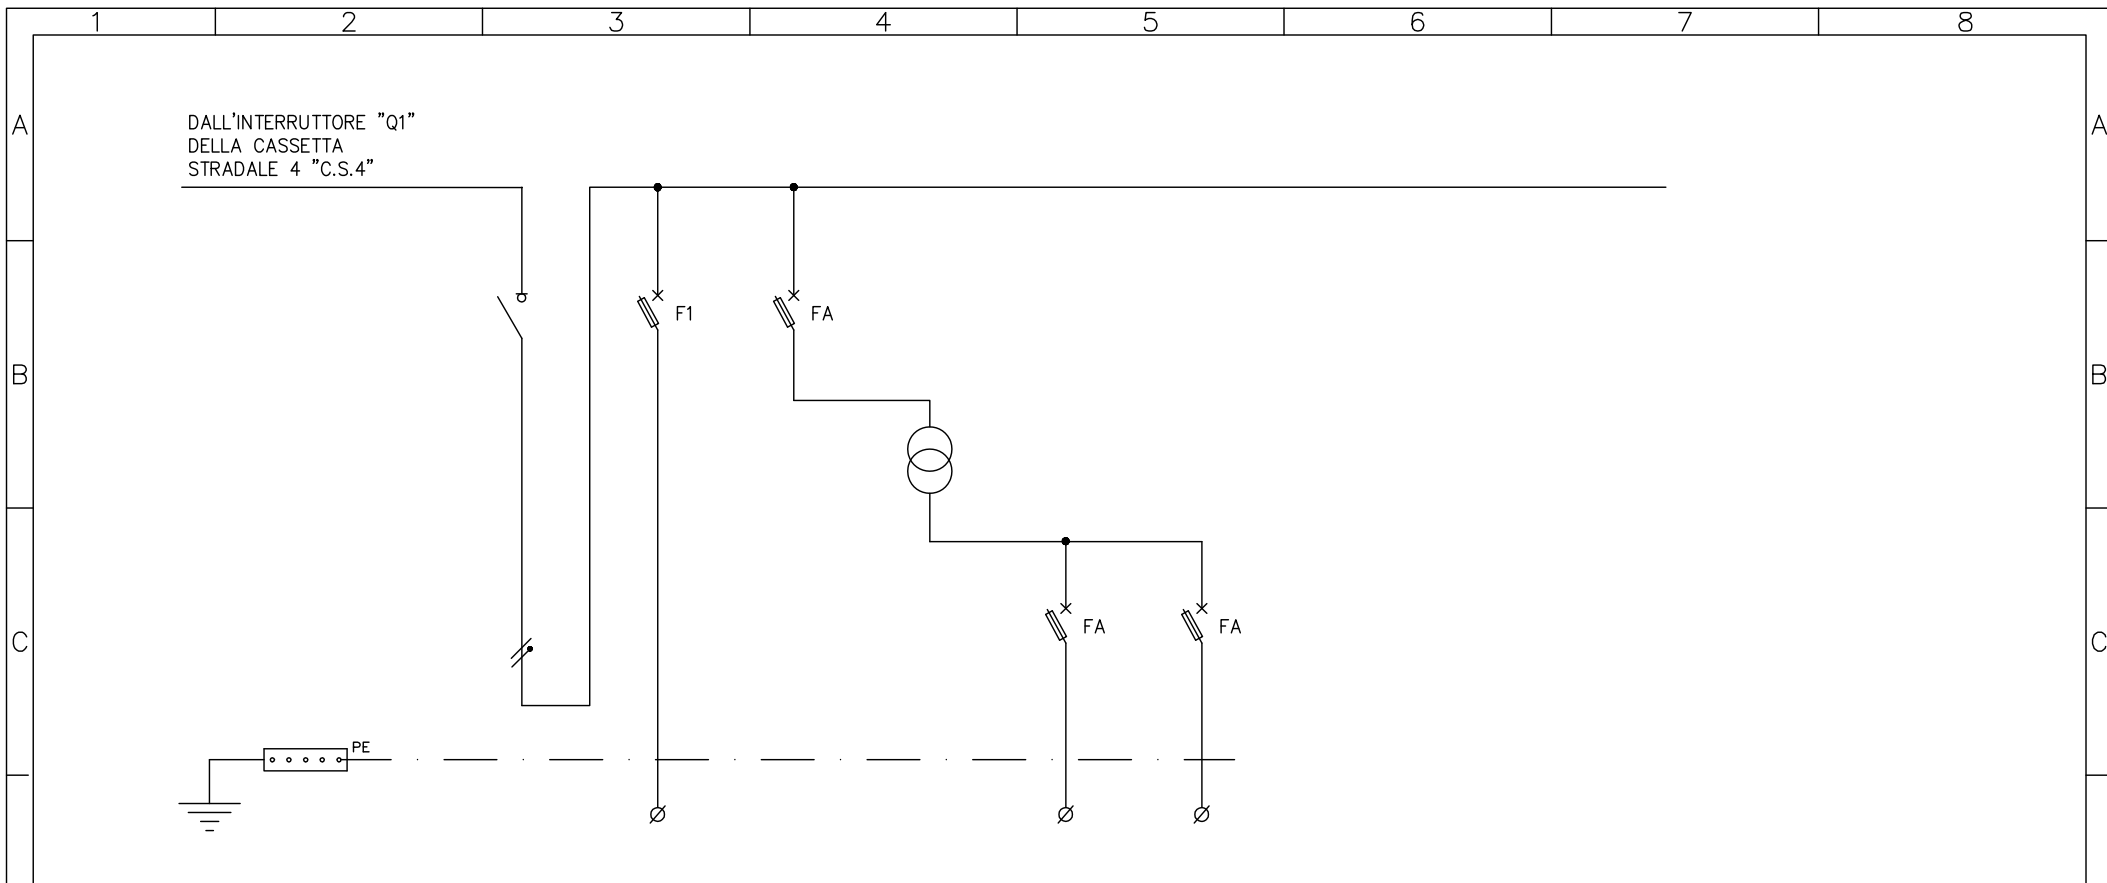 1 2 3 4 5 6 7 8
A A
DALL'INTERRUTTORE "Q1"
DELLA CASSETTA
STRADALE 4 "C.S.4"
F1 FA
B B
FA FA
C C
PE